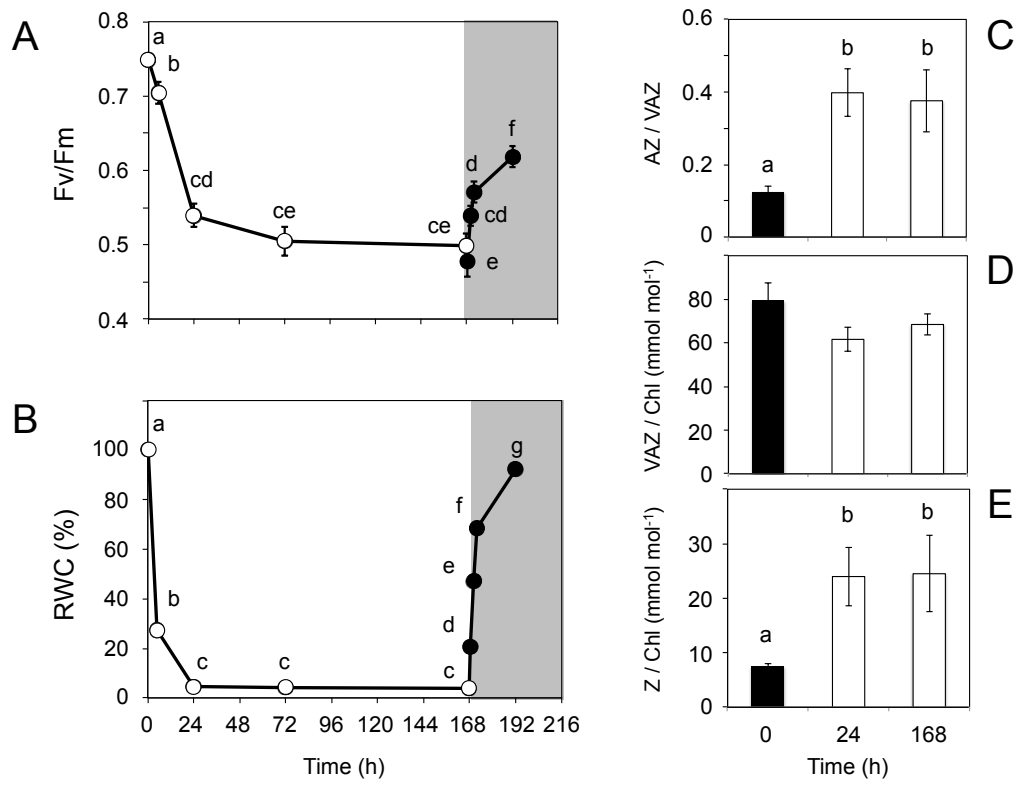 A
Fv/Fm
0.8
0.7
0.6
0.5
0.4
a
b
cd
ce
ce
e
cd
d
f
B
RWC (%)
100
80
60
40
20
0
a
b
c
c
c
d
e
f
g
0 24 48 72 96 120 144 168 192 216
Time (h)
C
AZ / VAZ
0.6
0.4
0.2
0
a
b
b
D
VAZ / Chl (mmol mol-1)
80
60
40
20
0
E
Z / Chl (mmol mol-1)
30
20
10
0
a
b
b
0 24 168
Time (h)